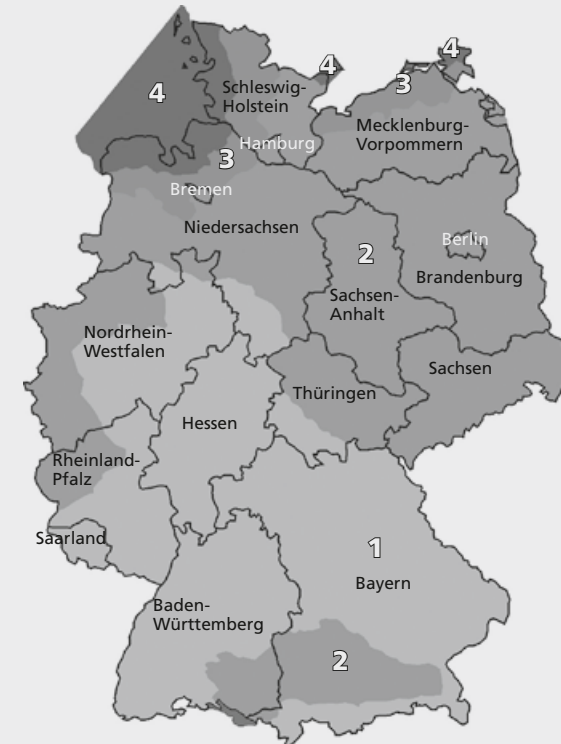 4
4
4
3
Schleswig-
Holstein
Mecklenburg-
Vorpommern
Hamburg
3
Bremen
Niedersachsen
2
Berlin
Brandenburg
Sachsen-
Anhalt
Nordrhein-
Westfalen
Sachsen
Thüringen
Hessen
Rheinland-
Pfalz
Saarland
1
Bayern
Baden-
Württemberg
2